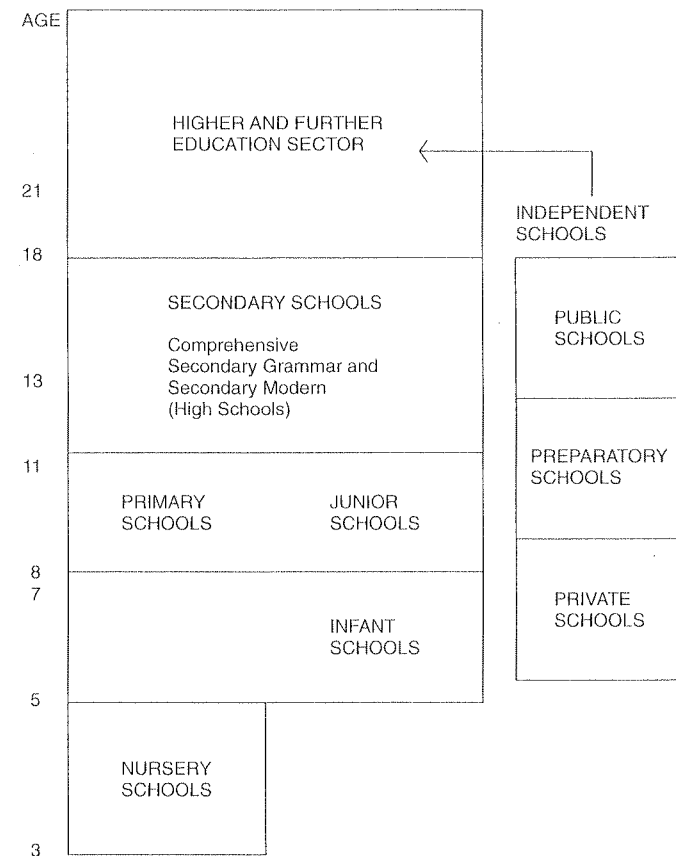 AGE
HIGHER AND FURTHER
EDUCATION SECTOR
21
INDEPENDENT
SCHOOLS
18
SECONDARY SCHOOLS
Comprehensive
Secondary Grammar and
Secondary Modern
(High Schools)
PUBLIC
SCHOOLS
13
11
PREPARATORY
SCHOOLS
PRIMARY
SCHOOLS
JUNIOR
SCHOOLS
8
7
INFANT
SCHOOLS
PRIVATE
SCHOOLS
5
NURSERY
SCHOOLS
3